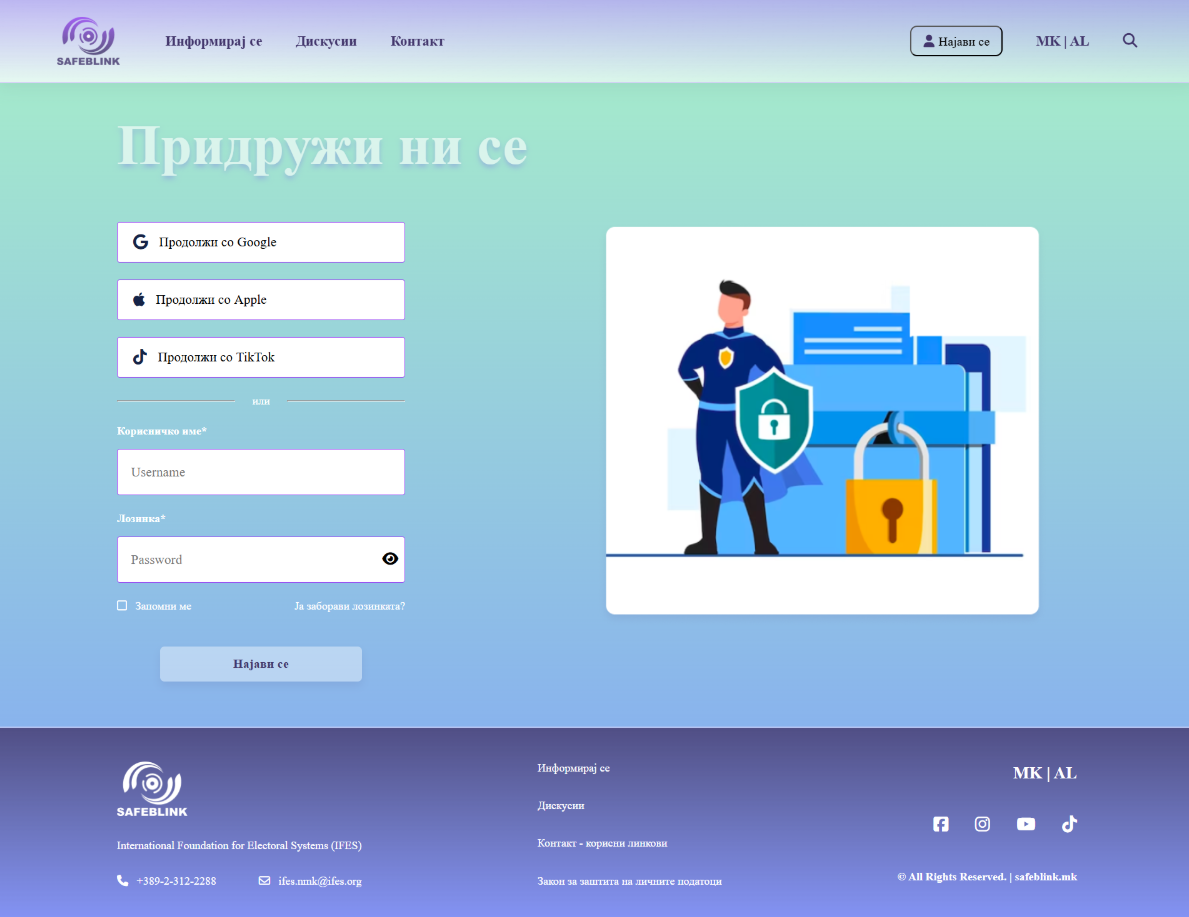 SAFEBLINK
Информирај се
Дискусии
Контакт
Најави се
MK | AL
Придружи ни се
Продолжи со Google
Продолжи со Apple
Продолжи со TikTok
или
Корисничко име*
Username
Лозинка*
Password
Запомни ме
Ја заборави лозинката?
Најави се
SAFEBLINK
International Foundation for Electoral Systems (IFES)
+389-2-312-2288
ifes.nmk@ifes.org
Информирај се
Дискусии
Контакт - корисни линкови
Закон за заштита на личните податоци
MK | AL
© All Rights Reserved. | safeblink.mk